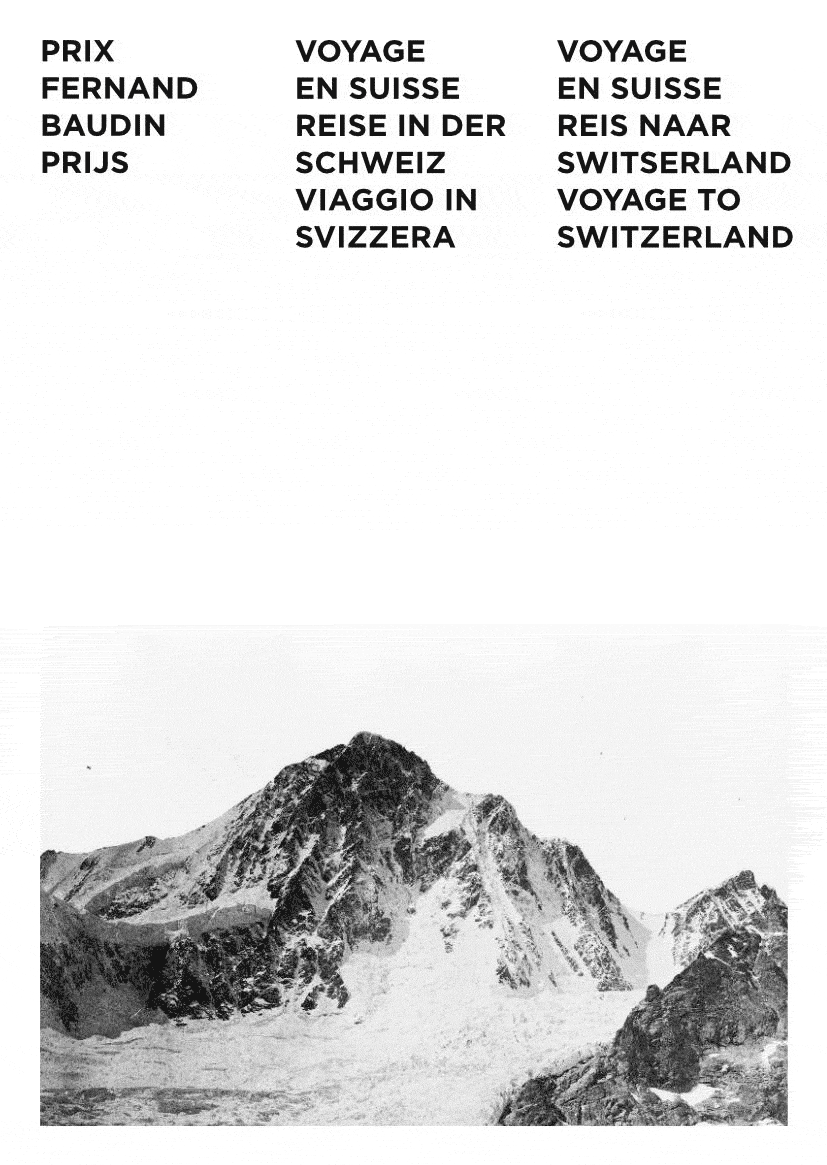 PRIX
FERNAND
BAUDIN
PRIJS
VOYAGE
EN SUISSE
REISE IN DER
SCHWEIZ
VIAGGIO IN
SVIZZERA
VOYAGE
EN SUISSE
REIS NAAR
SWITSERLAND
VOYAGE TO
SWITZERLAND